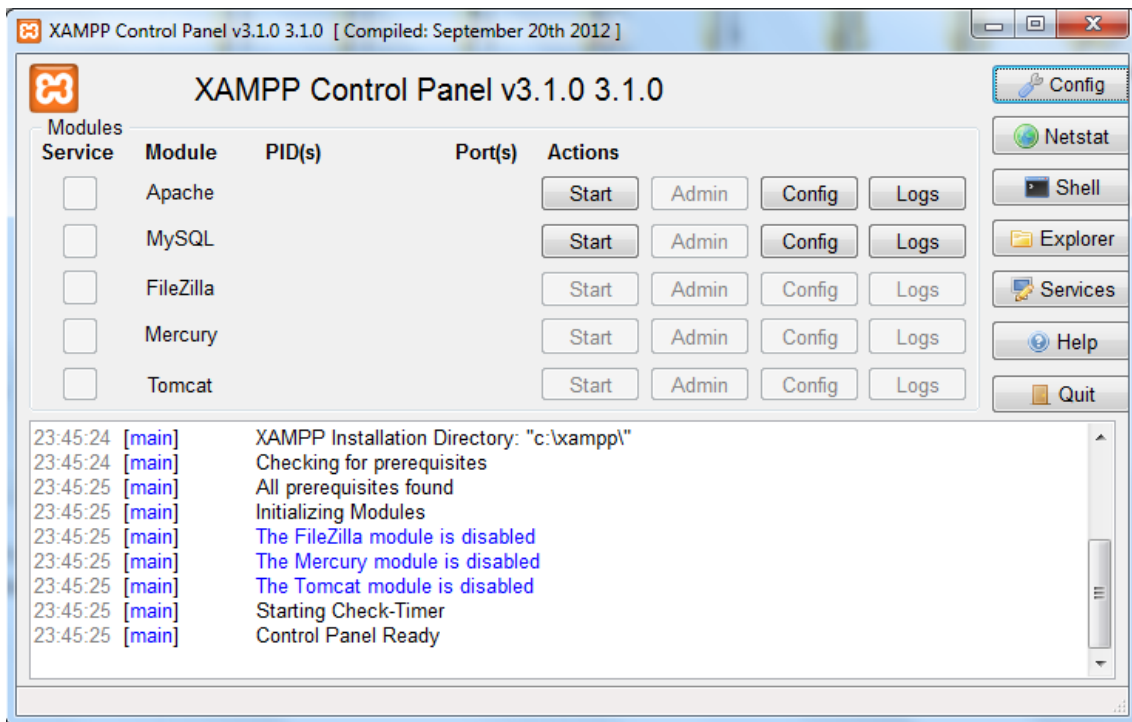 XAMPP Control Panel v3.1.0 3.1.0 [ Compiled: September 20th 2012 ]
XAMPP Control Panel v3.1.0 3.1.0
Config
Netstat
Shell
Explorer
Services
Help
Quit
Modules
Service Module PID(s) Port(s) Actions
Apache Start Admin Config Logs
MySQL Start Admin Config Logs
FileZilla Start Admin Config Logs
Mercury Start Admin Config Logs
Tomcat Start Admin Config Logs
23:45:24 [main] XAMPP Installation Directory: "c:\xampp\"
23:45:24 [main] Checking for prerequisites
23:45:25 [main] All prerequisites found
23:45:25 [main] Initializing Modules
23:45:25 [main] The FileZilla module is disabled
23:45:25 [main] The Mercury module is disabled
23:45:25 [main] The Tomcat module is disabled
23:45:25 [main] Starting Check-Timer
23:45:25 [main] Control Panel Ready